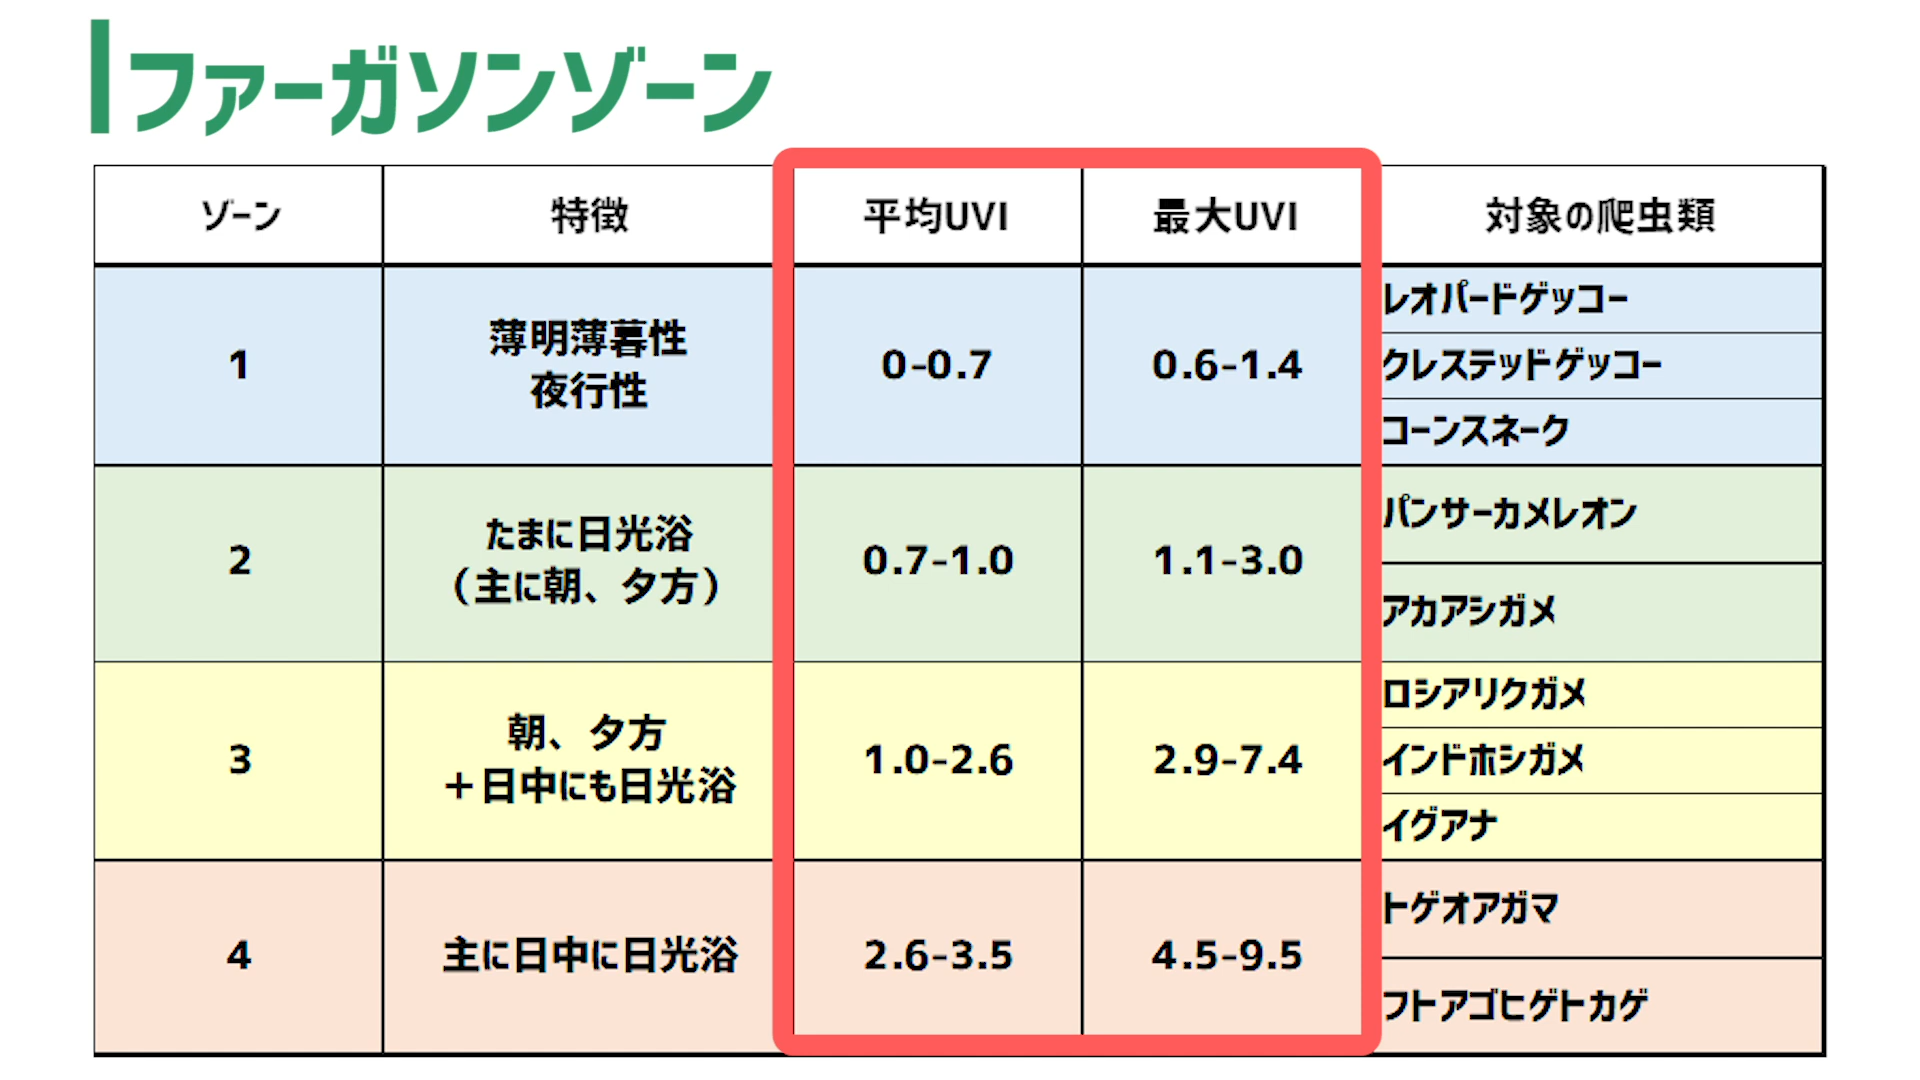 ファーガソンゾーン
ゾーン 特徴 平均UVI 最大UVI 対象の爬虫類
1 薄明薄暮性 0-0.7 0.6-1.4 レオパードゲッコー
夜行性 クレステッドゲッコー
コーンスネーク
2 たまに日光浴 0.7-1.0 1.1-3.0 パンサーカメレオン
（主に朝、夕方） アカアシガメ
3 朝、夕方 1.0-2.6 2.9-7.4 ロシアリクガメ
＋日中にも日光浴 インドホシガメ
イグアナ
4 主に日中に日光浴 2.6-3.5 4.5-9.5 トゲオアガマ
フトアゴヒゲトカゲ